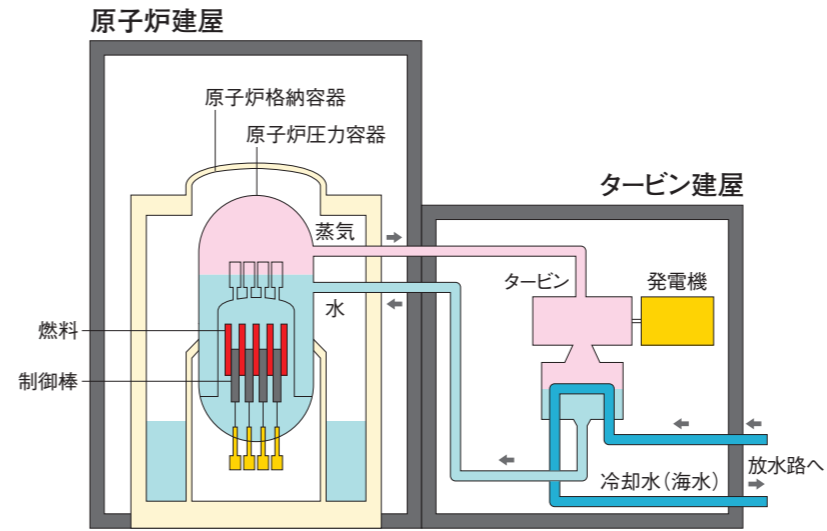 原子炉建屋
原子炉格納容器
原子炉圧力容器
タービン建屋
蒸気
タービン
発電機
水
燃料
制御棒
放水路へ
冷却水(海水)